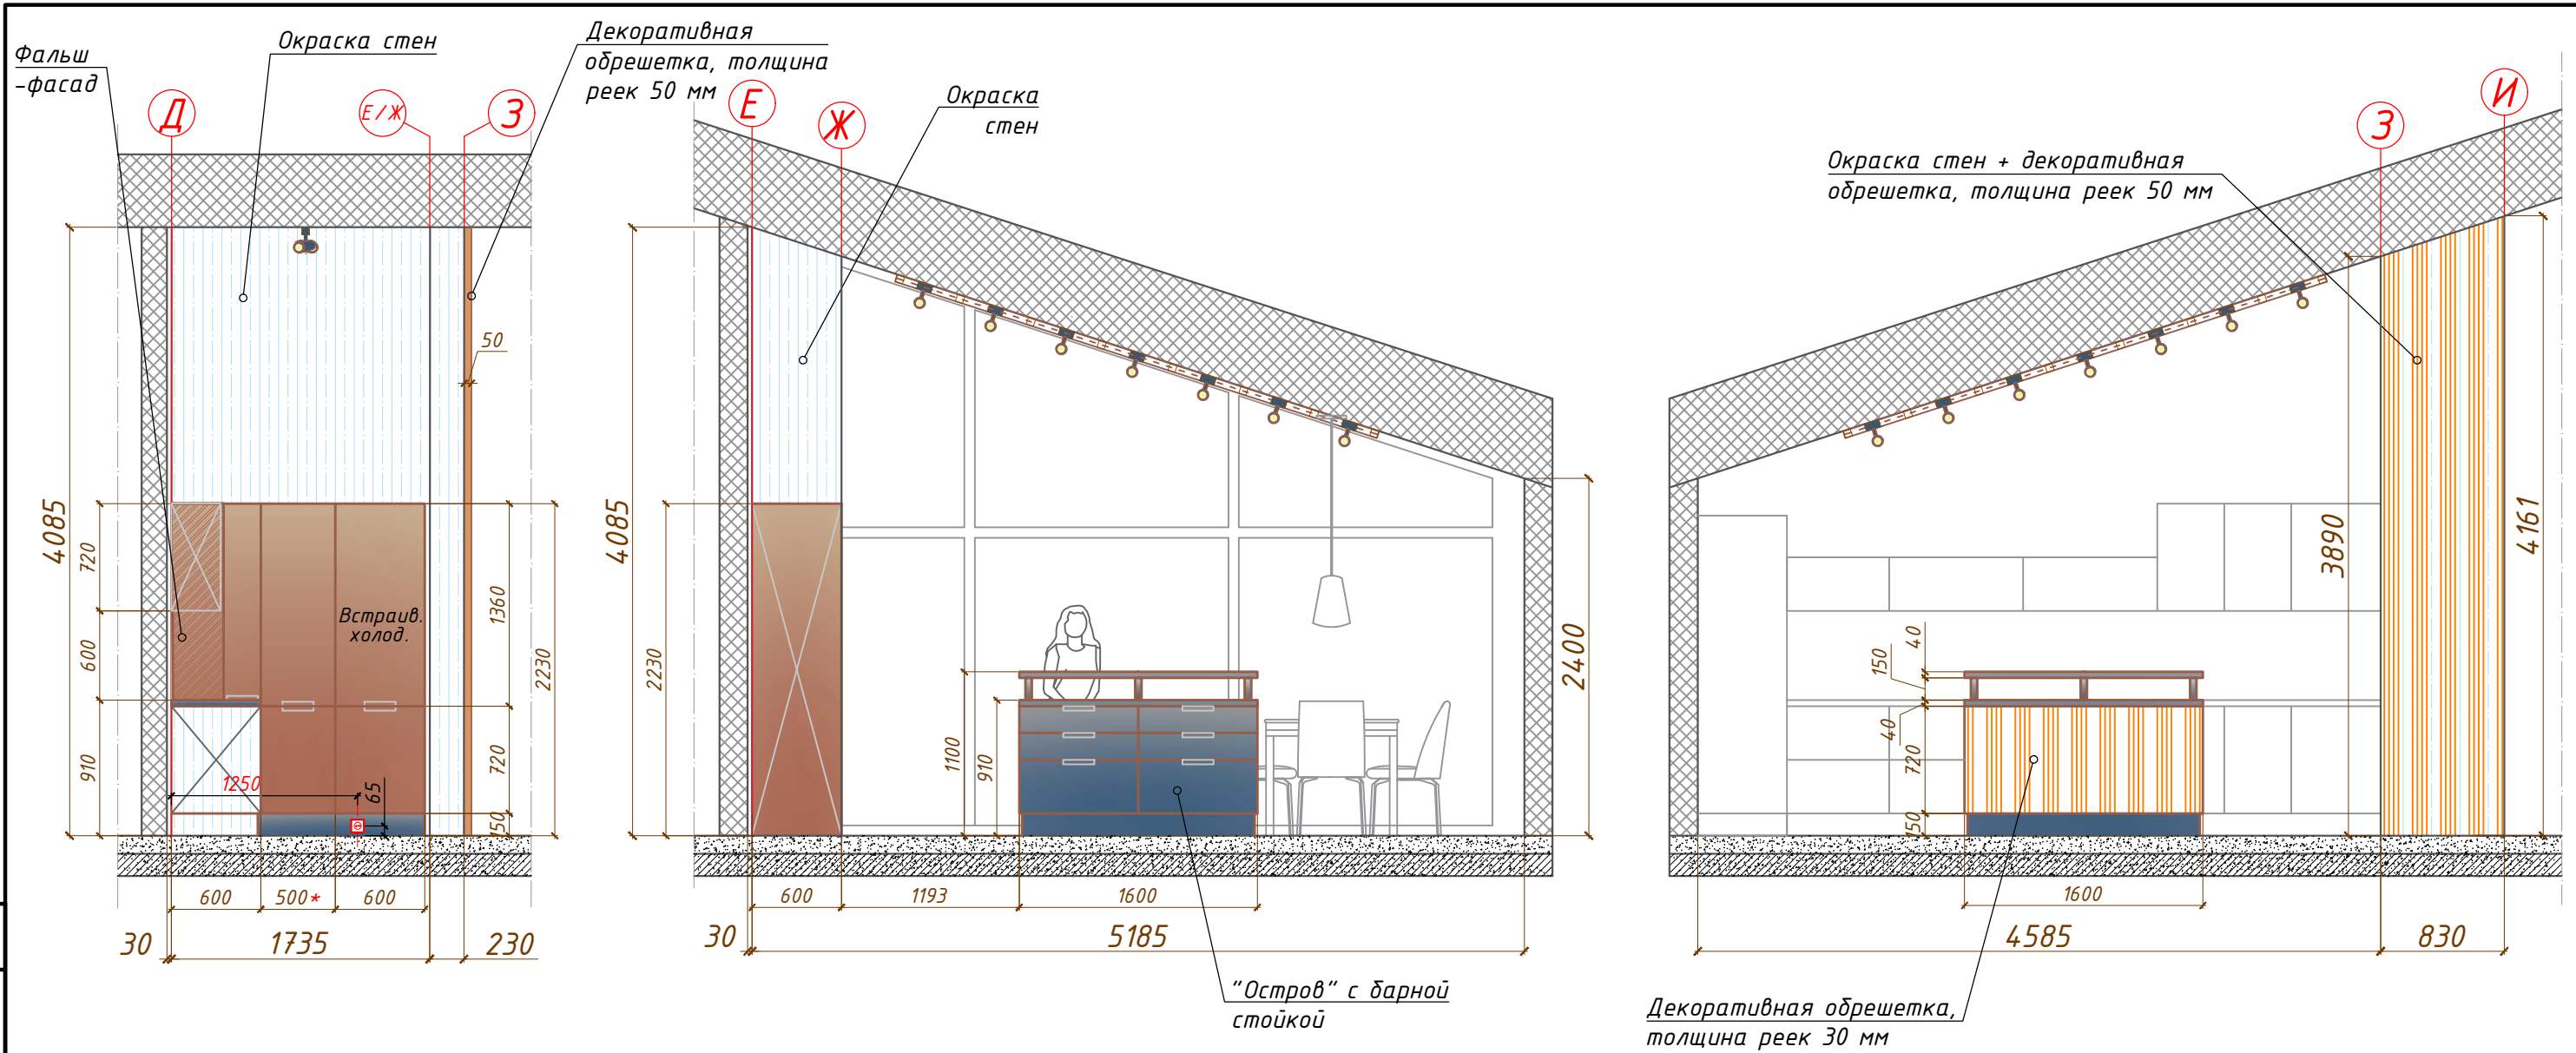 Фальш
-фасад
Окраска стен
Декоративная
обрешетка, толщина
реек 50 мм
Д
Е/Ж
З
50
4085
720
600
910
Встраив.
холод.
1360
720
150
2230
1250
65
600
500*
600
30
1735
230
Е
Ж
Окраска
стен
4085
2230
1100
910
2400
600
1193
1600
30
5185
"Остров" с барной
стойкой
Окраска стен + декоративная
обрешетка, толщина реек 50 мм
З
И
3890
4161
40
150
40
720
150
1600
4585
830
Декоративная обрешетка,
толщина реек 30 мм